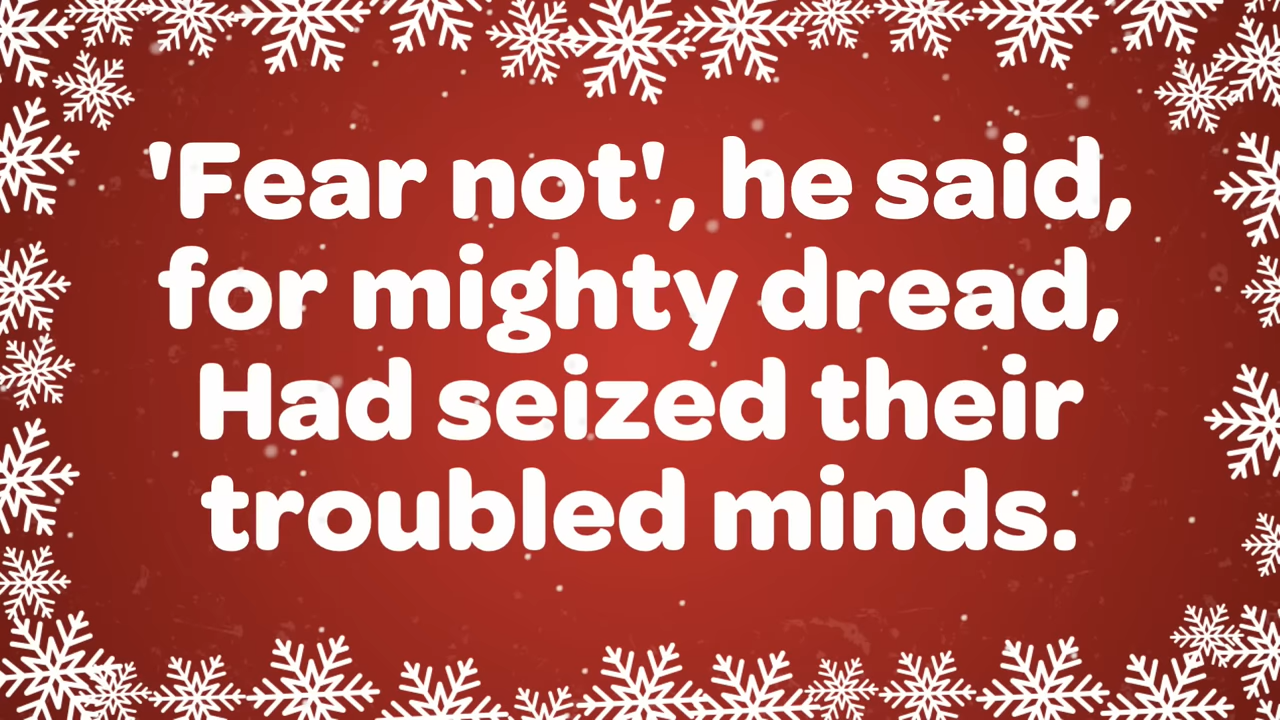 'Fear not', he said,
for mighty dread,
Had seized their
troubled minds.